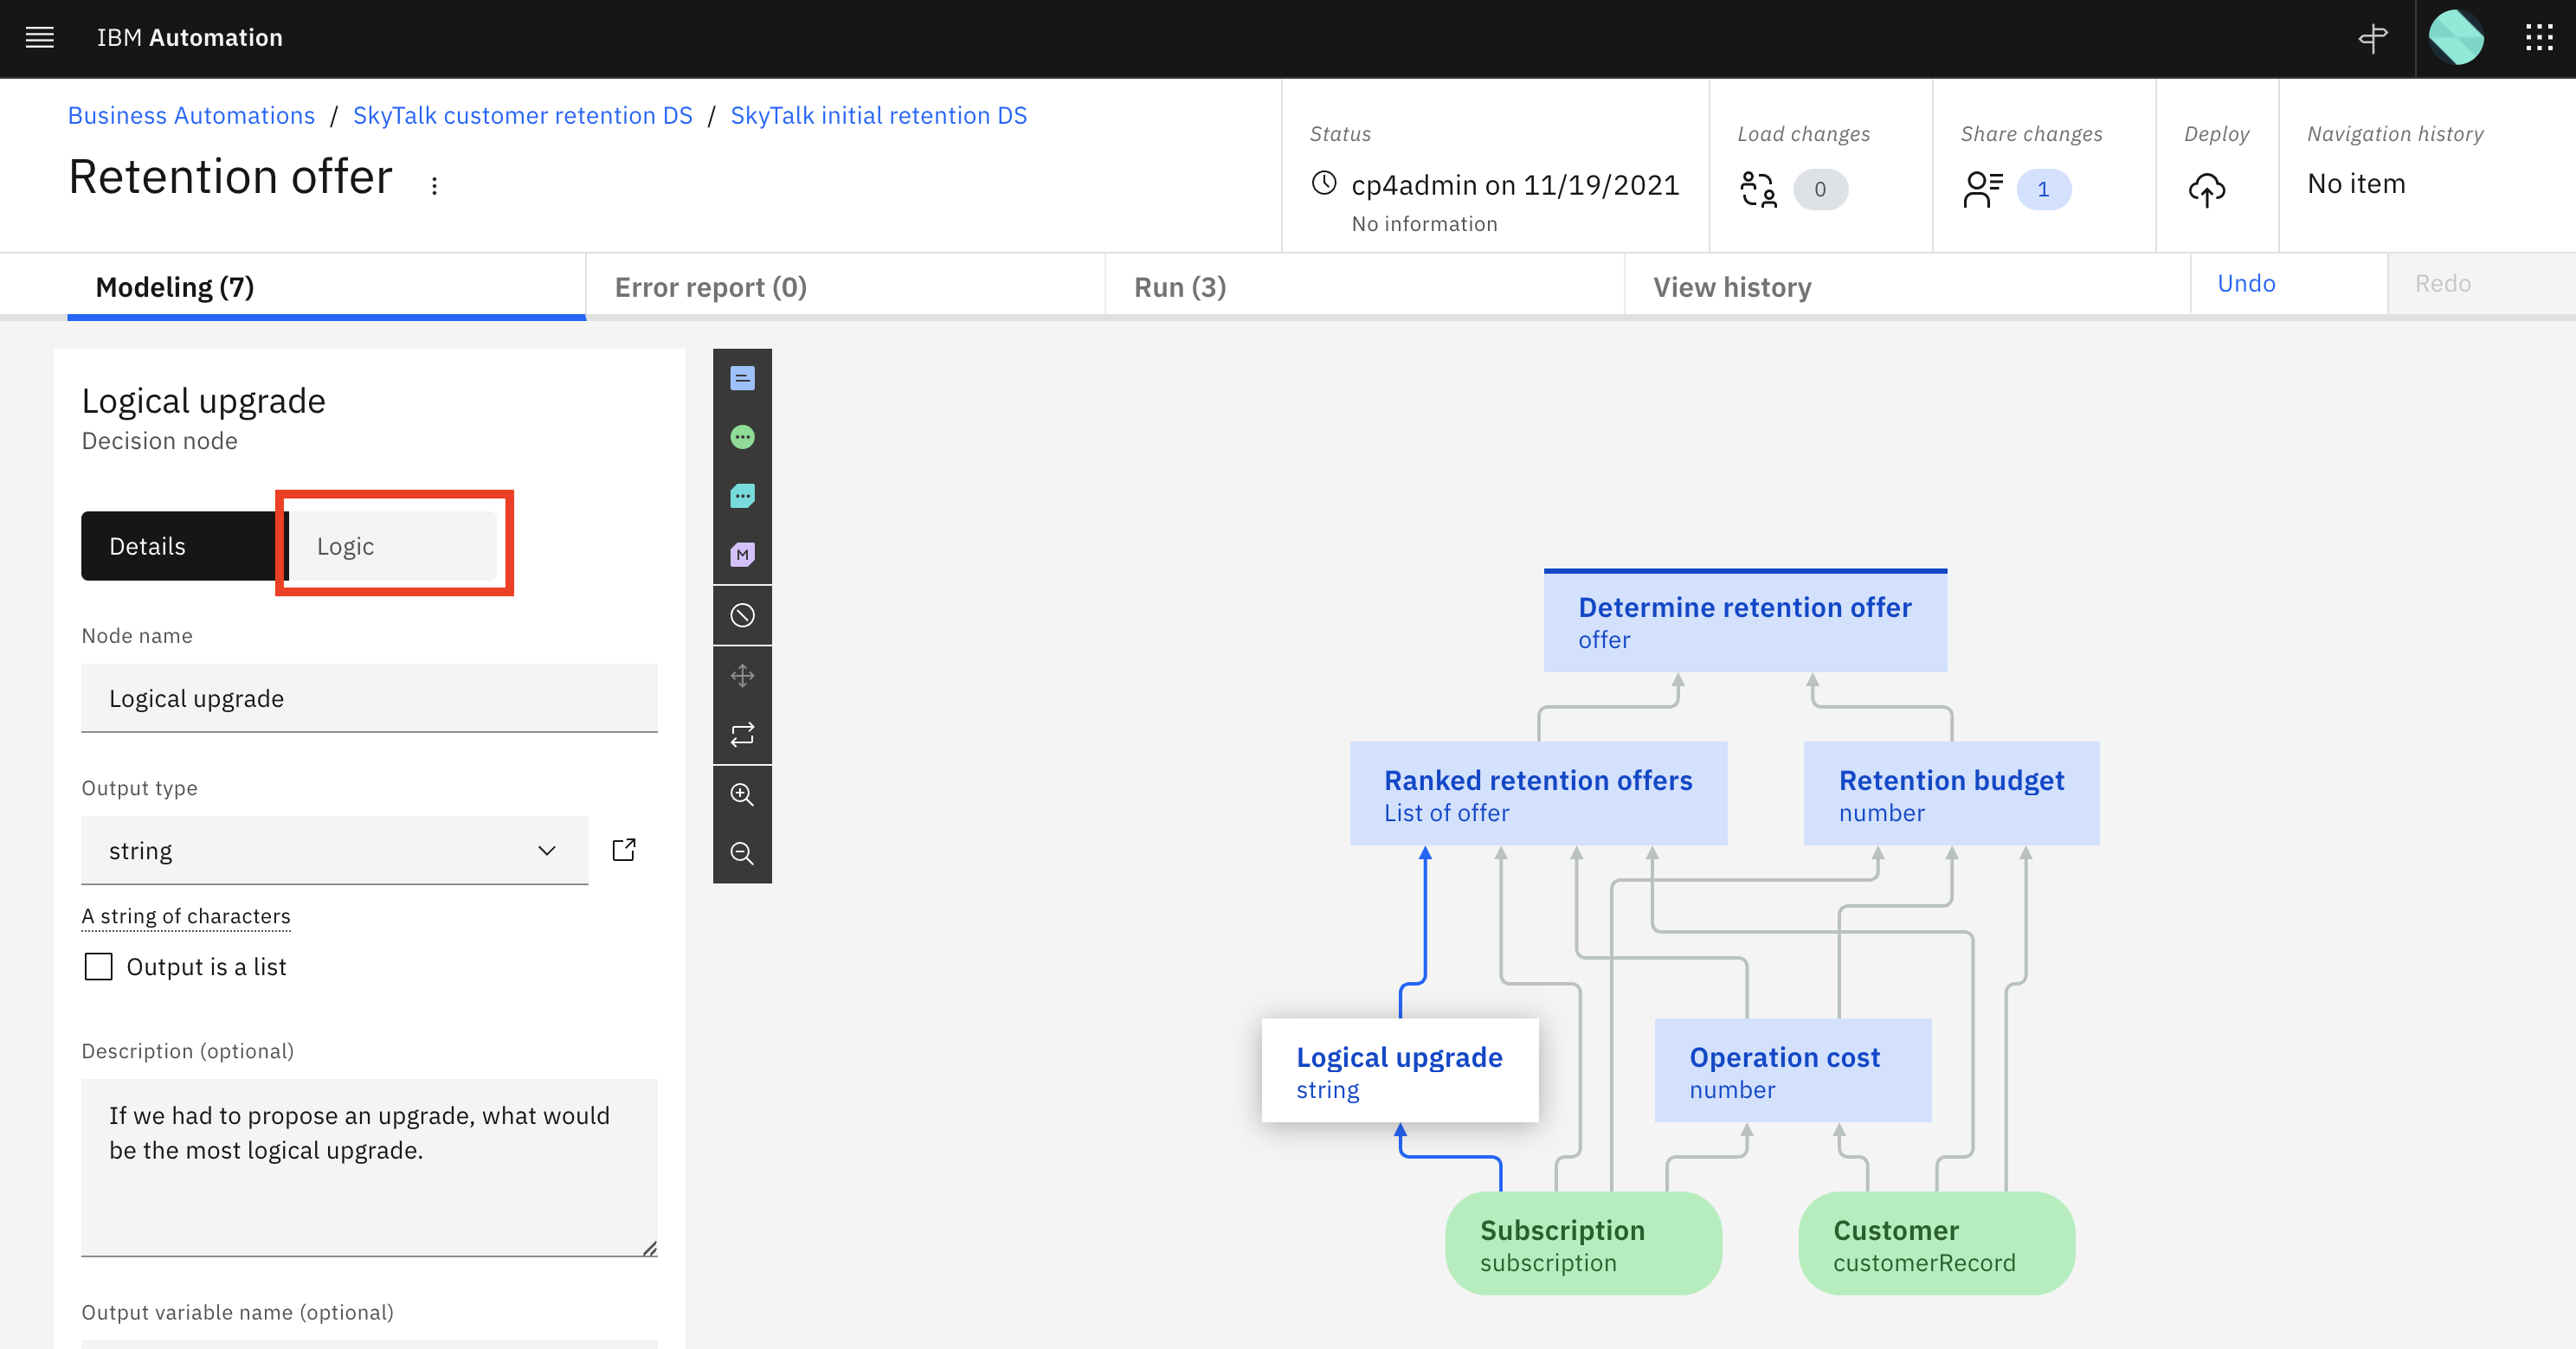 IBM Automation
Business Automations / SkyTalk customer retention DS / SkyTalk initial retention DS
Retention offer
Status
cp4admin on 11/19/2021
No information
Load changes
0
Share changes
1
Deploy
Navigation history
No item
Modeling (7)
Error report (0)
Run (3)
View history
Undo
Redo
Logical upgrade
Decision node
Details
Logic
Node name
Logical upgrade
Output type
string
A string of characters
Output is a list
Description (optional)
If we had to propose an upgrade, what would
be the most logical upgrade.
Output variable name (optional)
M
Determine retention offer
offer
Ranked retention offers
List of offer
Retention budget
number
Logical upgrade
string
Operation cost
number
Subscription
subscription
Customer
customerRecord